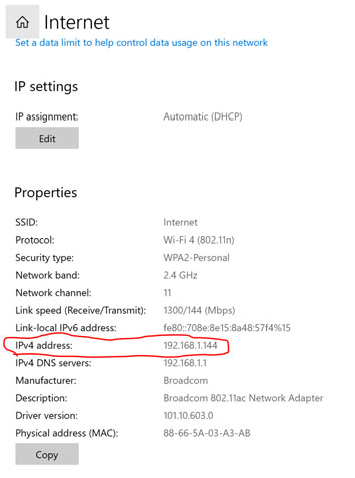 Internet
Set a data limit to help control data usage on this network
IP settings
IP assignment: Automatic (DHCP)
Edit
Properties
SSID: Internet
Protocol: Wi-Fi 4 (802.11n)
Security type: WPA2-Personal
Network band: 2.4 GHz
Network channel: 11
Link speed (Receive/Transmit): 1300/144 (Mbps)
Link-local IPv6 address: fe80::708e:8e15:8a48:57f4%15
IPv4 address: 192.168.1.144
IPv4 DNS servers: 192.168.1.1
Manufacturer: Broadcom
Description: Broadcom 802.11ac Network Adapter
Driver version: 101.10.603.0
Physical address (MAC): 88-66-5A-03-A3-AB
Copy